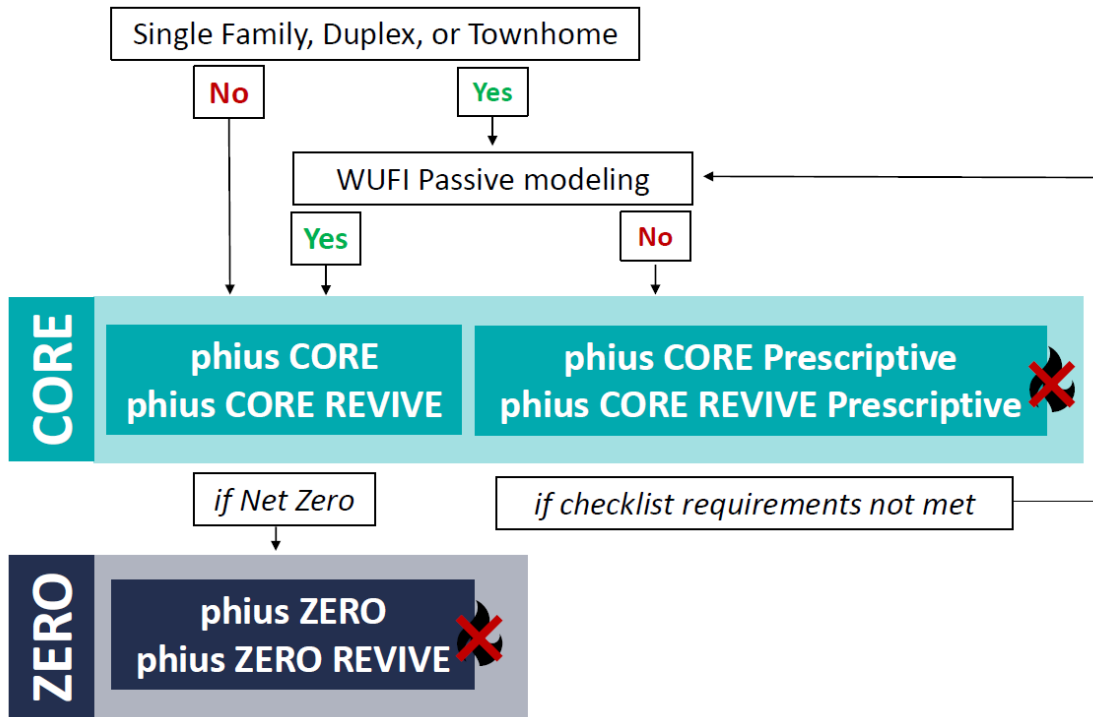 Single Family, Duplex, or Townhome
No
Yes
WUFI Passive modeling
Yes
No
CORE
phius CORE
phius CORE REVIVE
phius CORE Prescriptive
phius CORE REVIVE Prescriptive
if Net Zero
if checklist requirements not met
ZERO
phius ZERO
phius ZERO REVIVE